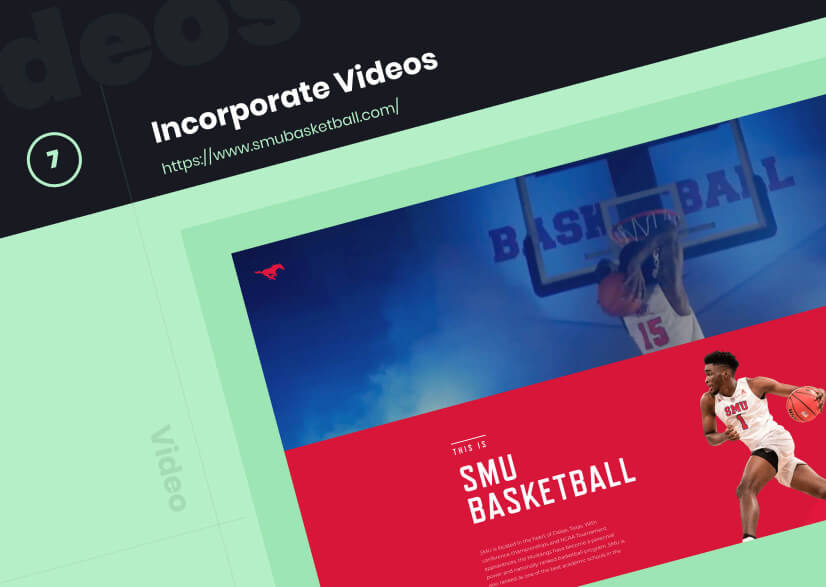 deos
7
Incorporate Videos
https://www.smubasketball.com/
BASKETBALL
15
SMU
1
THIS IS
SMU
BASKETBALL
SMU is located in the heart of Dallas, Texas. With
conference championships and NCAA Tournament
appearances, the Mustangs have become a perennial
power and nationally ranked basketball program. SMU is
also ranked as one of the best academic schools in the
Video